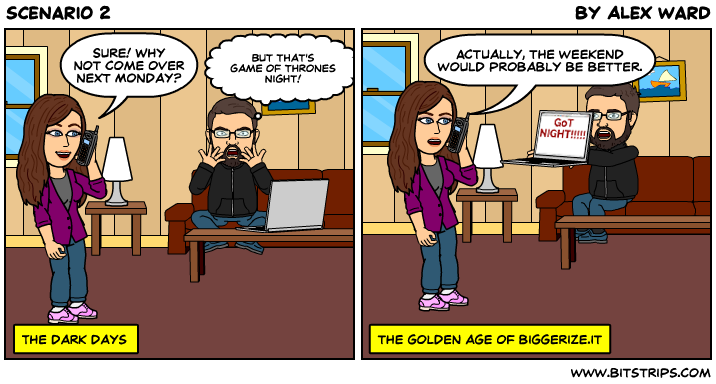 SCENARIO 2
BY ALEX WARD
SURE! WHY
NOT COME OVER
NEXT MONDAY?
BUT THAT'S
GAME OF THRONES
NIGHT!
THE DARK DAYS
ACTUALLY, THE WEEKEND
WOULD PROBABLY BE BETTER.
GoT
NIGHT!!!!!
THE GOLDEN AGE OF BIGGERIZE.IT
WWW.BITSTRIPS.COM